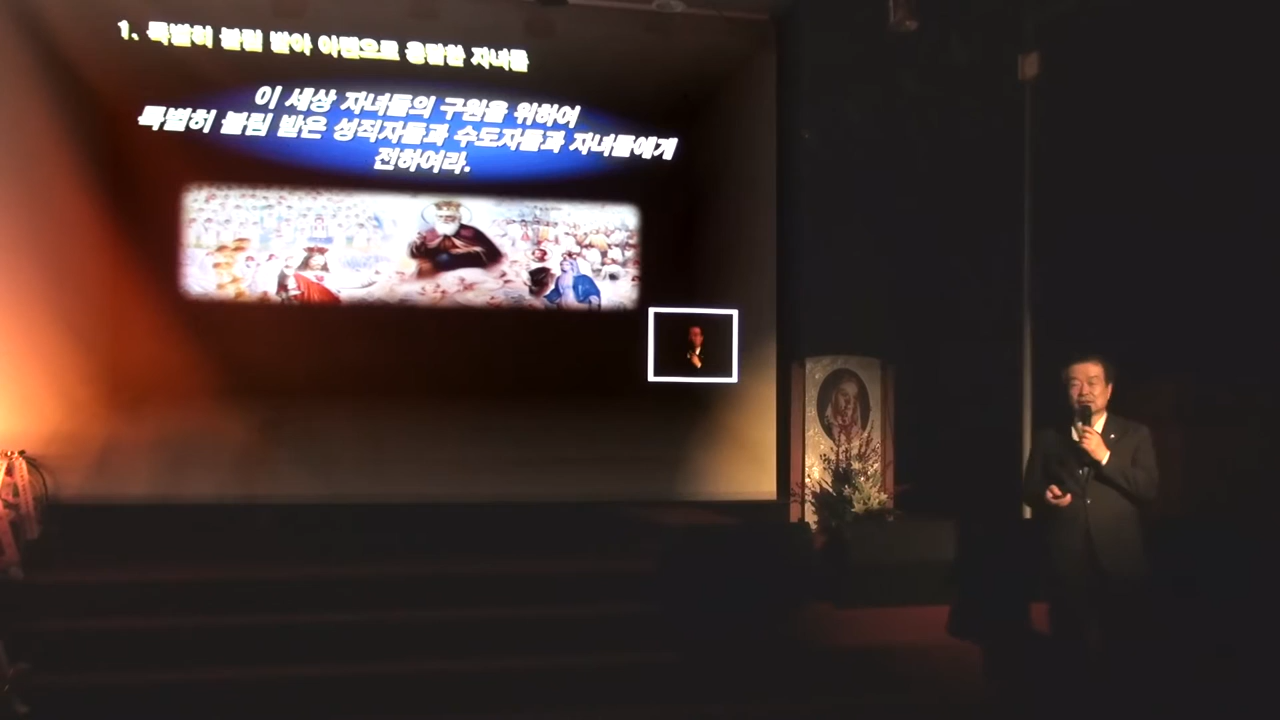 1. 특별히 불림 받아 아멘으로 응답한 자녀들
이 세상 자녀들의 구원을 위하여
특별히 불림 받은 성직자들과 수도자들과 자녀들에게
전하여라.